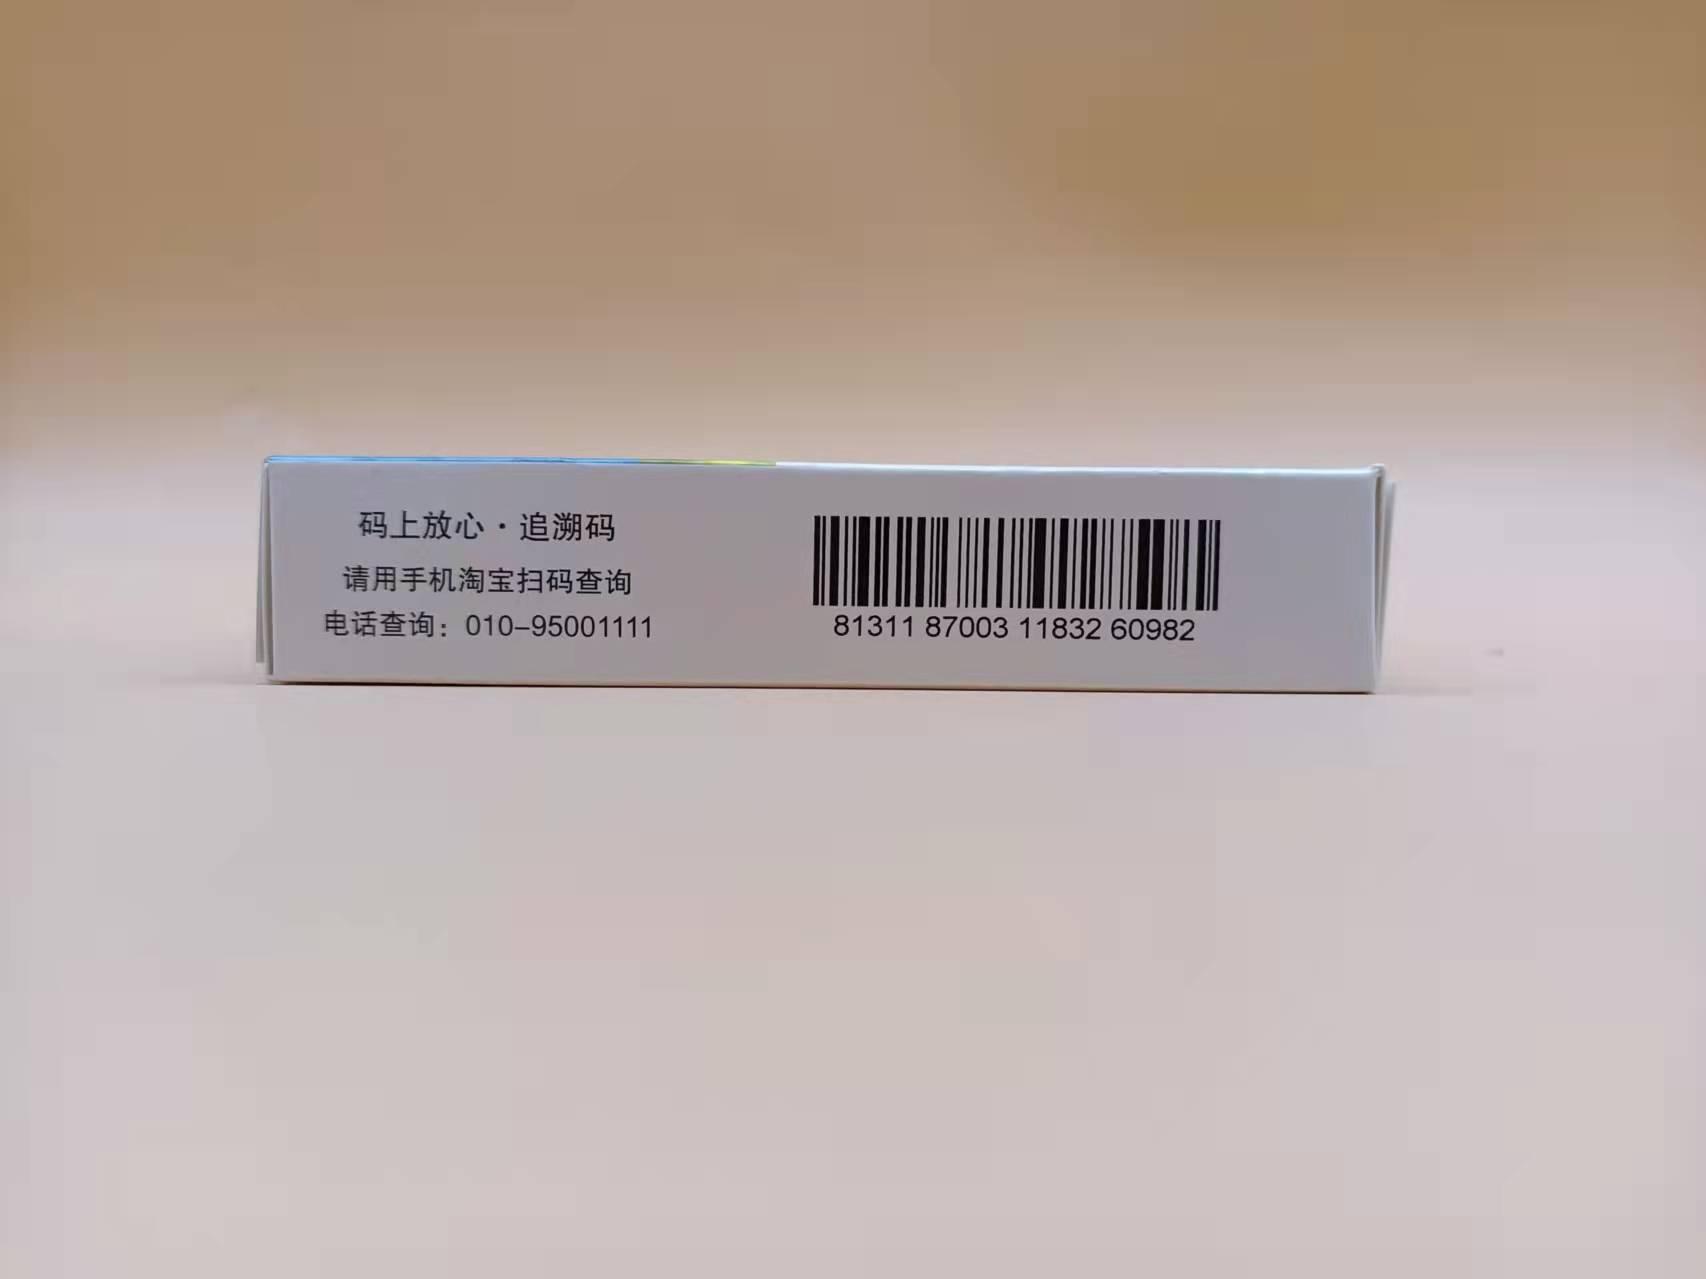 码上放心·追溯码
请用手机淘宝扫码查询
电话查询：010-95001111
81311 87003 11832 60982